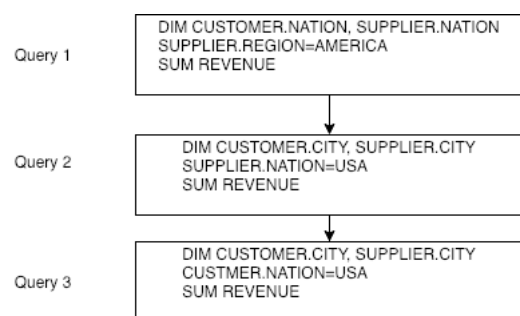 Query 1
DIM CUSTOMER.NATION, SUPPLIER.NATION
SUPPLIER.REGION=AMERICA
SUM REVENUE
Query 2
DIM CUSTOMER.CITY, SUPPLIER.CITY
SUPPLIER.NATION=USA
SUM REVENUE
Query 3
DIM CUSTOMER.CITY, SUPPLIER.CITY
CUSTMER.NATION=USA
SUM REVENUE